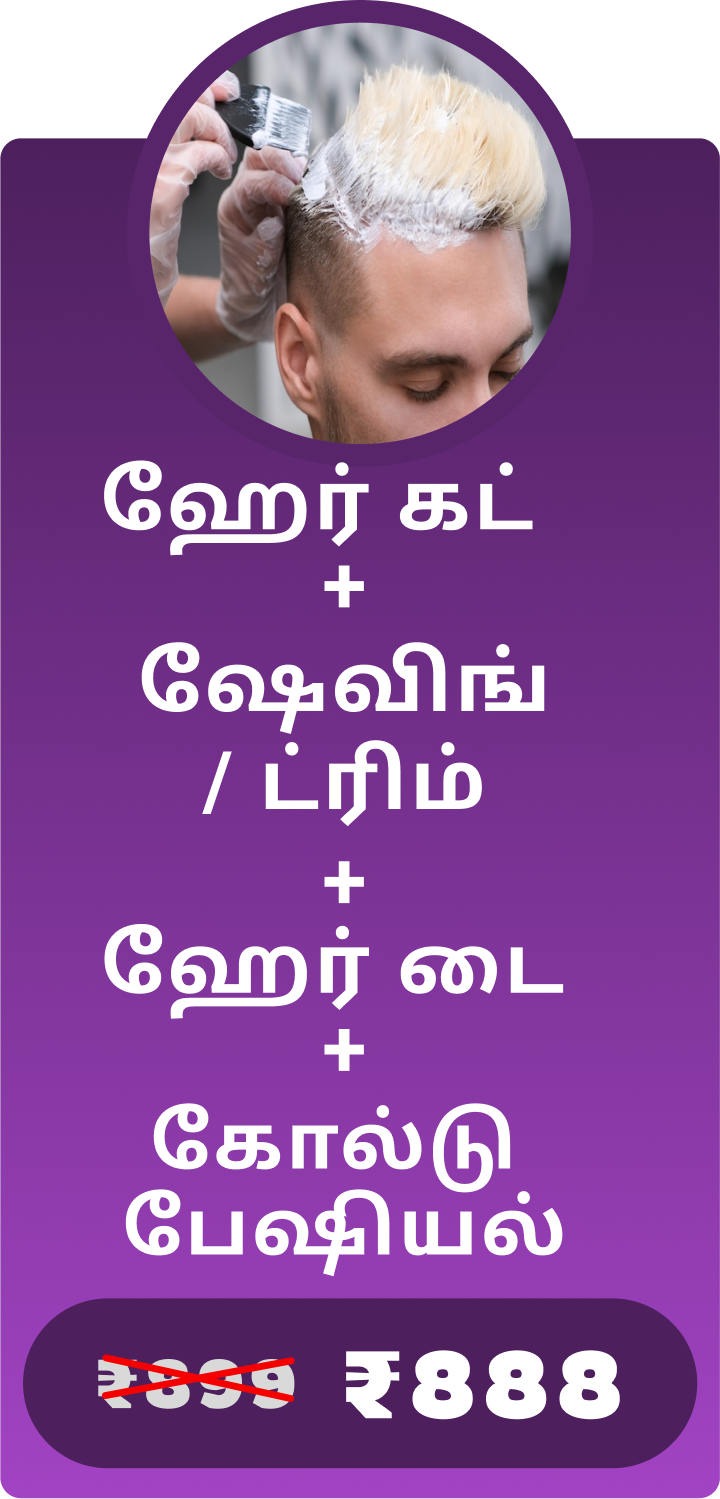 ஹேர் கட்
+
ஷேவிங்
/ ட்ரிம்
+
ஹேர் டை
+
கோல்டு
பேஷியல்
₹899 ₹888